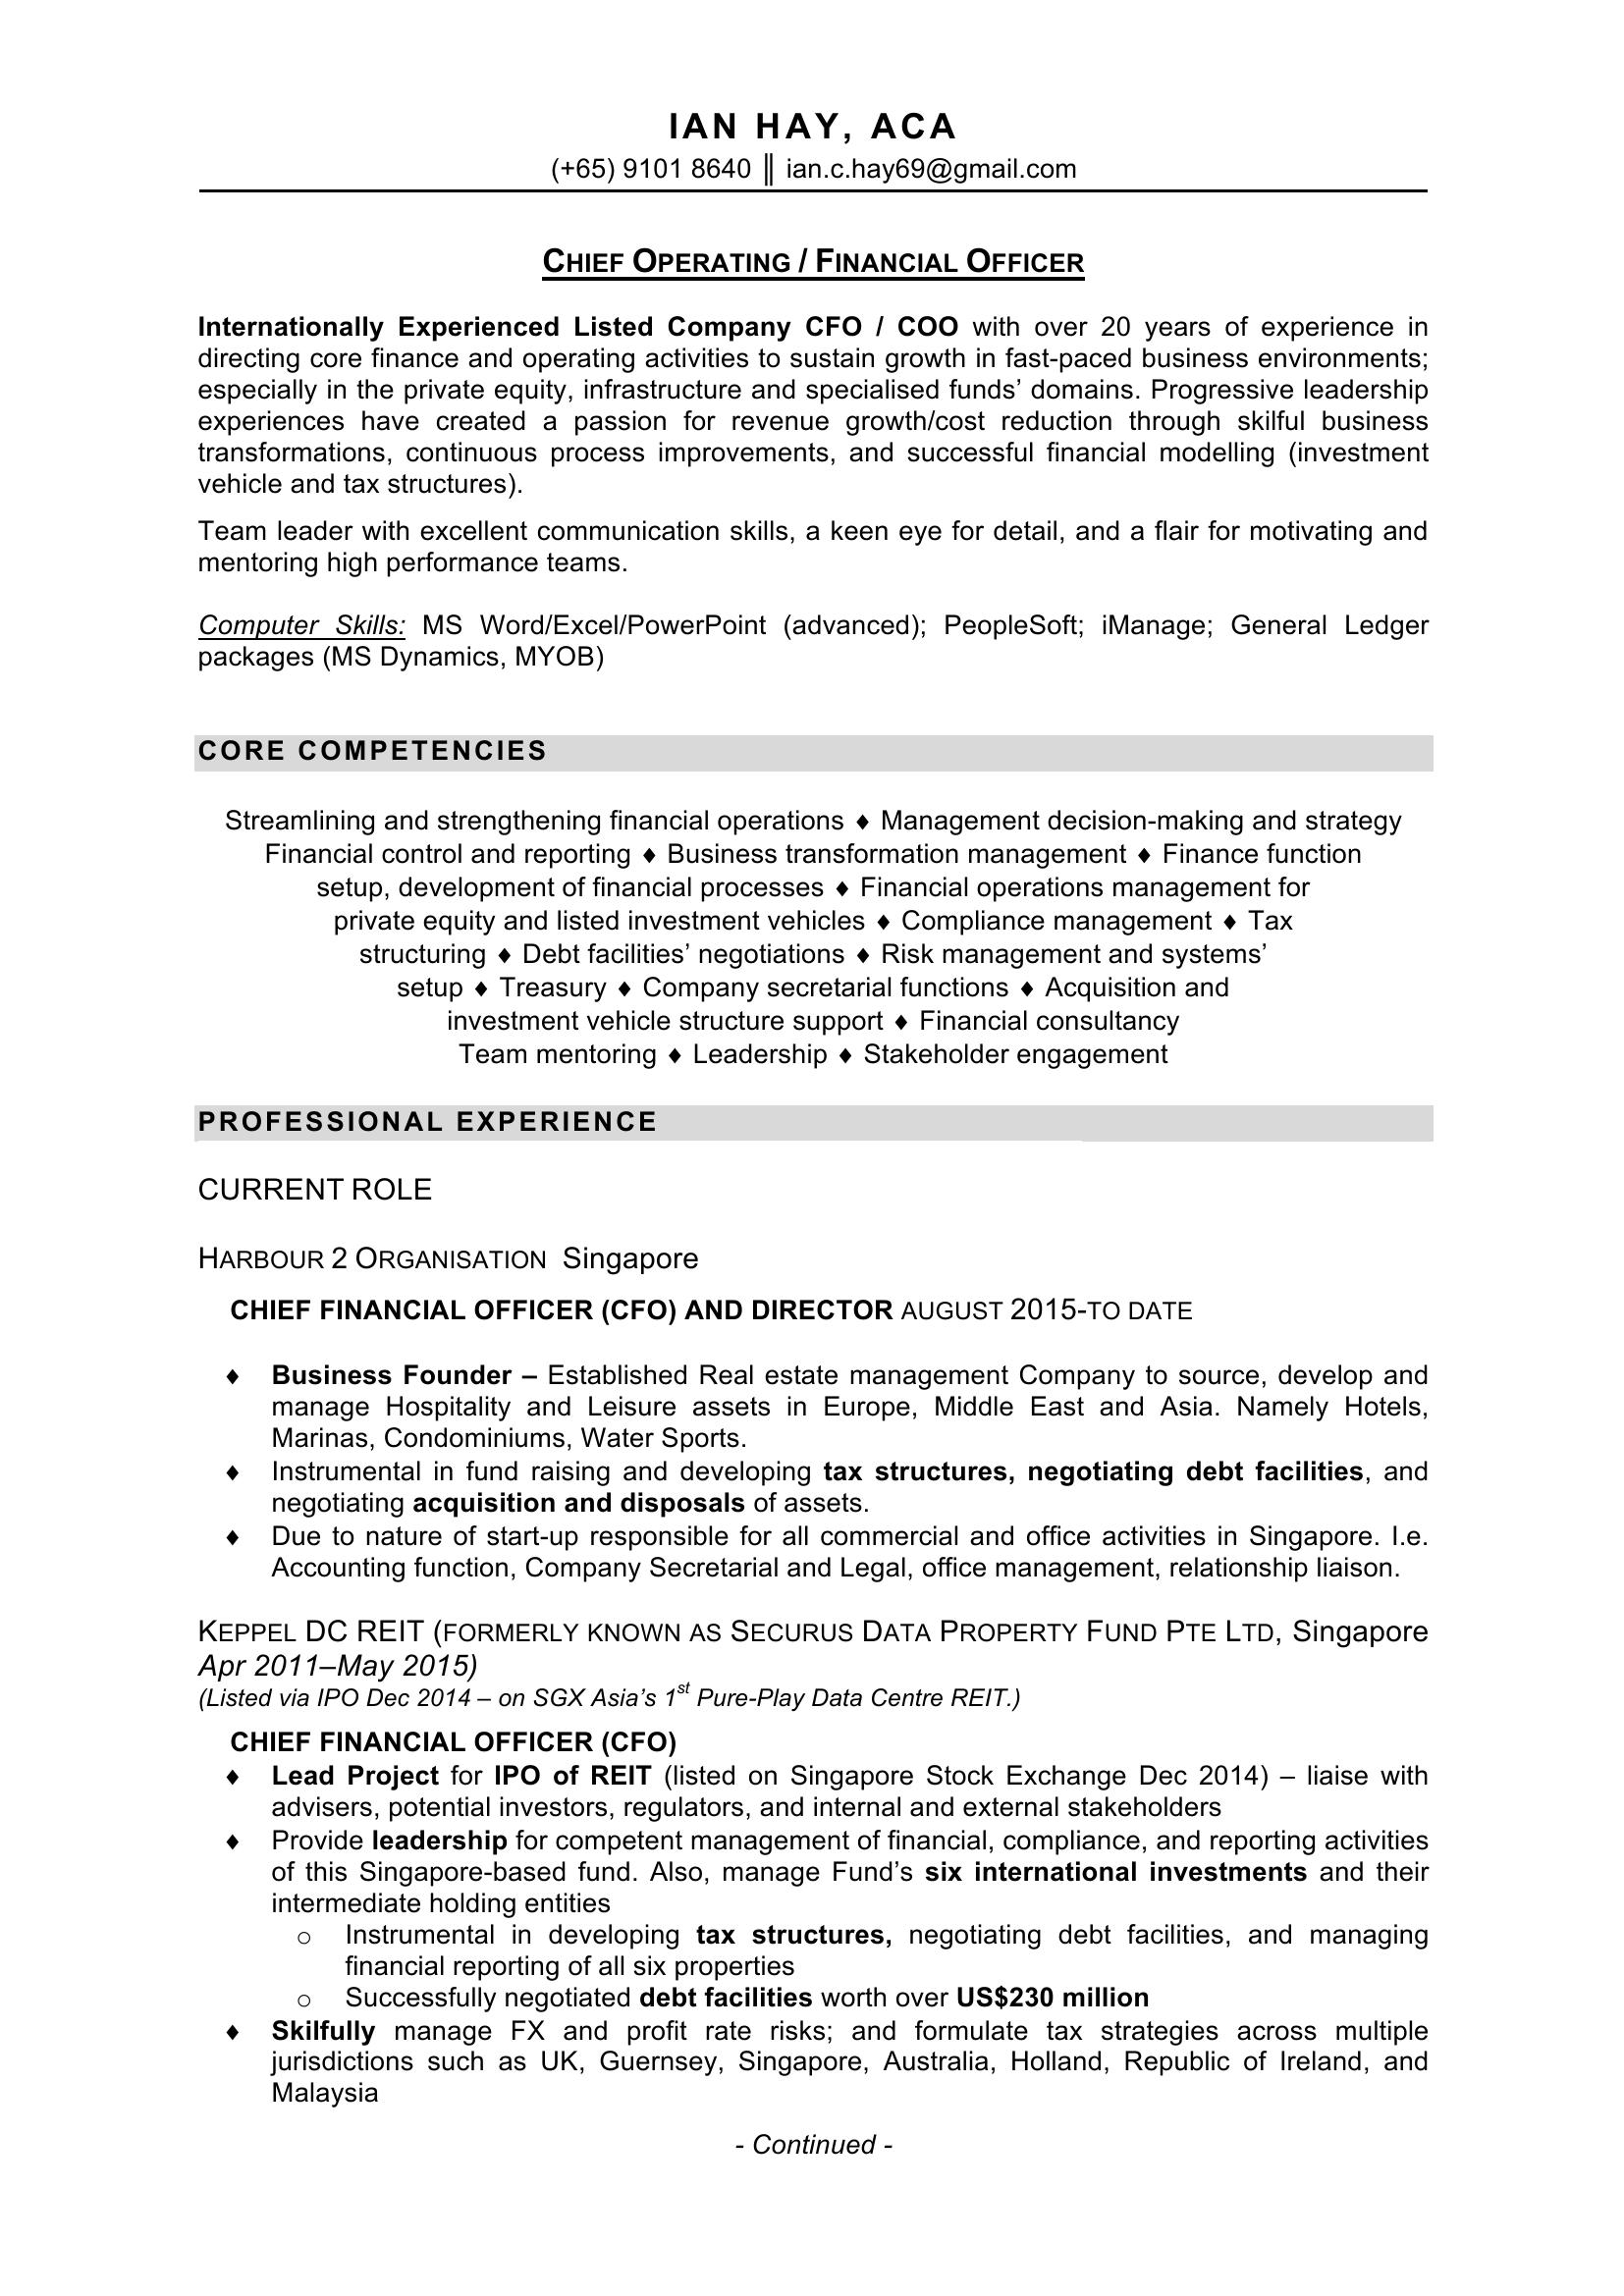 IAN HAY, ACA
(+65) 9101 8640 ║ ian.c.hay69@gmail.com
CHIEF OPERATING / FINANCIAL OFFICER
Internationally Experienced Listed Company CFO / COO with over 20 years of experience in
directing core finance and operating activities to sustain growth in fast-paced business environments;
especially in the private equity, infrastructure and specialised funds’ domains. Progressive leadership
experiences have created a passion for revenue growth/cost reduction through skilful business
transformations, continuous process improvements, and successful financial modelling (investment
vehicle and tax structures).
Team leader with excellent communication skills, a keen eye for detail, and a flair for motivating and
mentoring high performance teams.
Computer Skills: MS Word/Excel/PowerPoint (advanced); PeopleSoft; iManage; General Ledger
packages (MS Dynamics, MYOB)
CORE COMPETENCIES
Streamlining and strengthening financial operations ♦ Management decision-making and strategy
Financial control and reporting ♦ Business transformation management ♦ Finance function
setup, development of financial processes ♦ Financial operations management for
private equity and listed investment vehicles ♦ Compliance management ♦ Tax
structuring ♦ Debt facilities’ negotiations ♦ Risk management and systems’
setup ♦ Treasury ♦ Company secretarial functions ♦ Acquisition and
investment vehicle structure support ♦ Financial consultancy
Team mentoring ♦ Leadership ♦ Stakeholder engagement
PROFESSIONAL EXPERIENCE
CURRENT ROLE
HARBOUR 2 ORGANISATION Singapore
CHIEF FINANCIAL OFFICER (CFO) AND DIRECTOR AUGUST 2015-TO DATE
♦ Business Founder – Established Real estate management Company to source, develop and
manage Hospitality and Leisure assets in Europe, Middle East and Asia. Namely Hotels,
Marinas, Condominiums, Water Sports.
♦ Instrumental in fund raising and developing tax structures, negotiating debt facilities, and
negotiating acquisition and disposals of assets.
♦ Due to nature of start-up responsible for all commercial and office activities in Singapore. I.e.
Accounting function, Company Secretarial and Legal, office management, relationship liaison.
KEPPEL DC REIT (FORMERLY KNOWN AS SECURUS DATA PROPERTY FUND PTE LTD, Singapore
Apr 2011–May 2015)
(Listed via IPO Dec 2014 – on SGX Asia’s 1st Pure-Play Data Centre REIT.)
CHIEF FINANCIAL OFFICER (CFO)
♦ Lead Project for IPO of REIT (listed on Singapore Stock Exchange Dec 2014) – liaise with
advisers, potential investors, regulators, and internal and external stakeholders
♦ Provide leadership for competent management of financial, compliance, and reporting activities
of this Singapore-based fund. Also, manage Fund’s six international investments and their
intermediate holding entities
o Instrumental in developing tax structures, negotiating debt facilities, and managing
financial reporting of all six properties
o Successfully negotiated debt facilities worth over US$230 million
♦ Skilfully manage FX and profit rate risks; and formulate tax strategies across multiple
jurisdictions such as UK, Guernsey, Singapore, Australia, Holland, Republic of Ireland, and
Malaysia
- Continued -